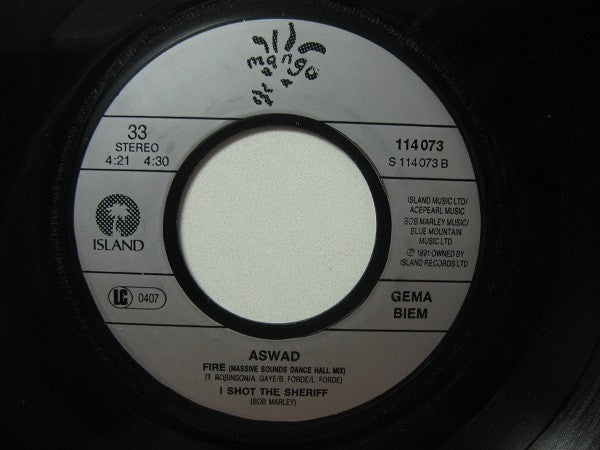 mango
33
STEREO
4:21 4:30
114 073
S 114 073 B
ISLAND
ISLAND MUSIC LTD/
ACEPEARL MUSIC
BOB MARLEY MUSIC/
BLUE MOUNTAIN
MUSIC LTD
℗ 1991 OWNED BY
ISLAND RECORDS LTD
LC 0407
GEMA
BIEM
ASWAD
FIRE (MASSIVE SOUNDS DANCE HALL MIX)
(T. ROBINSON/A. GAYE/B. FORDE/L. FORDE)
I SHOT THE SHERIFF
(BOB MARLEY)